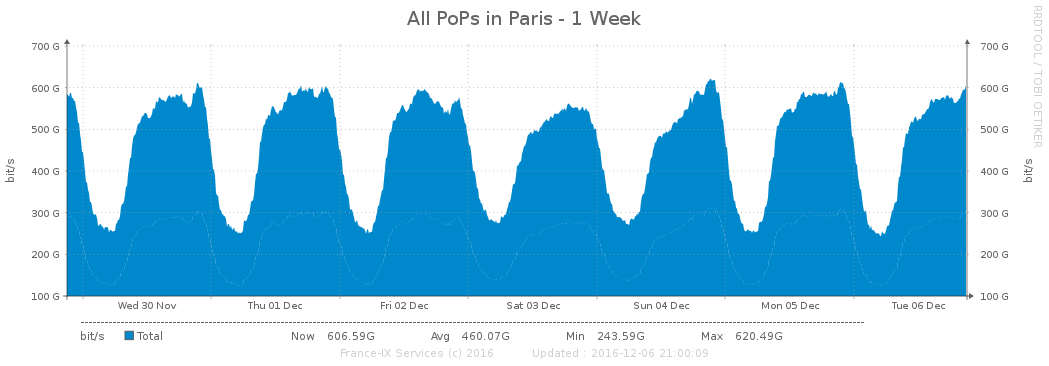 All PoPs in Paris - 1 Week
RRDTOOL / TOBI OETIKER
700 G 700 G
600 G 600 G
500 G 500 G
400 G 400 G
300 G 300 G
200 G 200 G
100 G 100 G
bit/s bit/s
Wed 30 Nov Thu 01 Dec Fri 02 Dec Sat 03 Dec Sun 04 Dec Mon 05 Dec Tue 06 Dec
bit/s Total Now 606.59G Avg 460.07G Min 243.59G Max 620.49G
France-IX Services (c) 2016 Updated : 2016-12-06 21:00:09